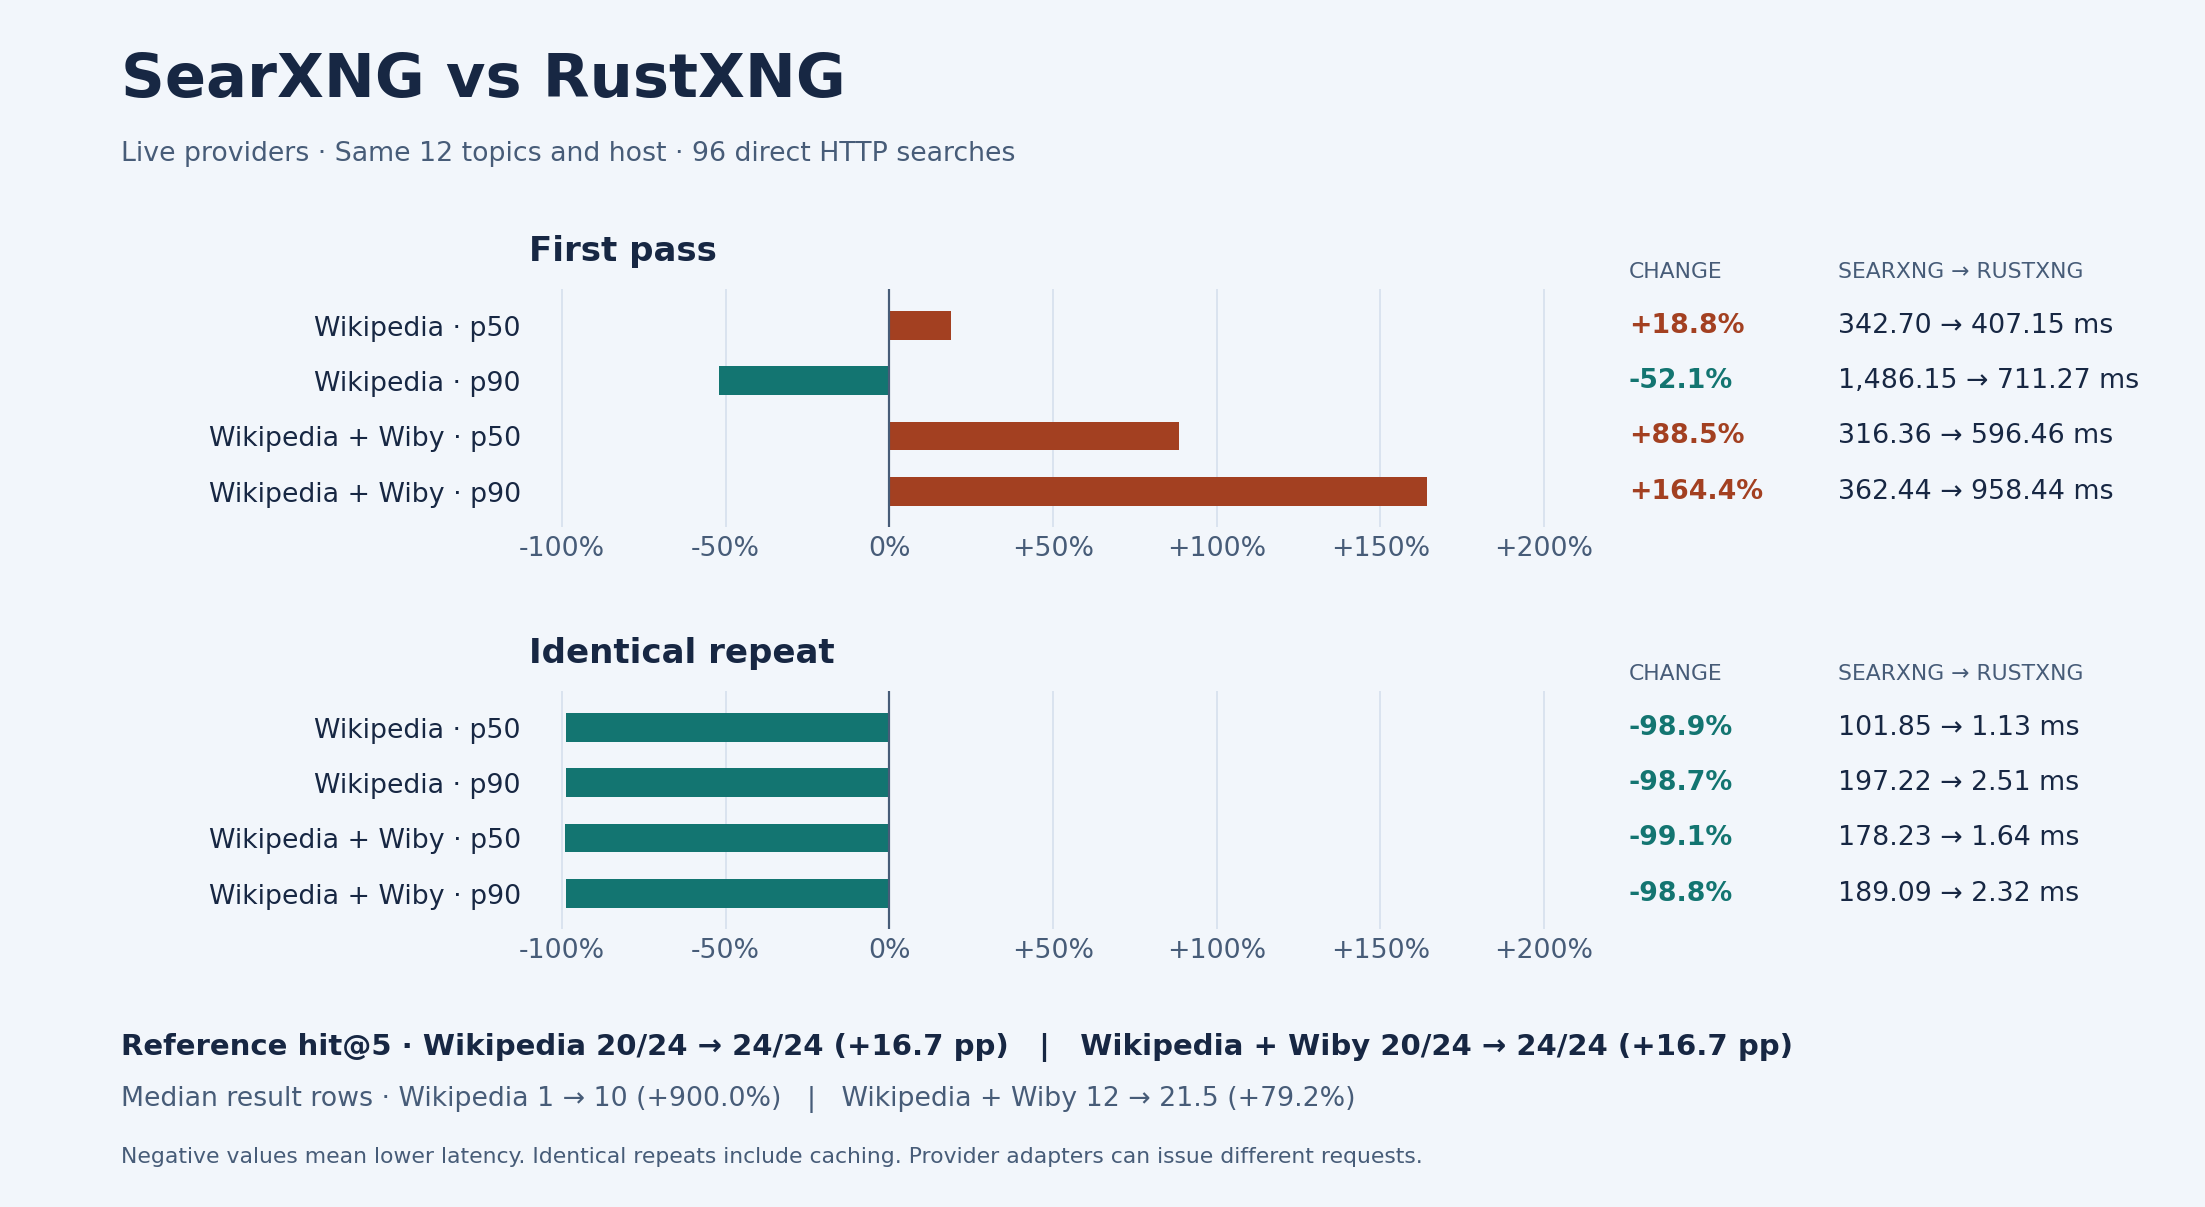 SearXNG vs RustXNG
Live providers · Same 12 topics and host · 96 direct HTTP searches
First pass
CHANGE SEARXNG → RUSTXNG
Wikipedia · p50 +18.8% 342.70 → 407.15 ms
Wikipedia · p90 -52.1% 1,486.15 → 711.27 ms
Wikipedia + Wiby · p50 +88.5% 316.36 → 596.46 ms
Wikipedia + Wiby · p90 +164.4% 362.44 → 958.44 ms
-100% -50% 0% +50% +100% +150% +200%
Identical repeat
CHANGE SEARXNG → RUSTXNG
Wikipedia · p50 -98.9% 101.85 → 1.13 ms
Wikipedia · p90 -98.7% 197.22 → 2.51 ms
Wikipedia + Wiby · p50 -99.1% 178.23 → 1.64 ms
Wikipedia + Wiby · p90 -98.8% 189.09 → 2.32 ms
-100% -50% 0% +50% +100% +150% +200%
Reference hit@5 · Wikipedia 20/24 → 24/24 (+16.7 pp) | Wikipedia + Wiby 20/24 → 24/24 (+16.7 pp)
Median result rows · Wikipedia 1 → 10 (+900.0%) | Wikipedia + Wiby 12 → 21.5 (+79.2%)
Negative values mean lower latency. Identical repeats include caching. Provider adapters can issue different requests.